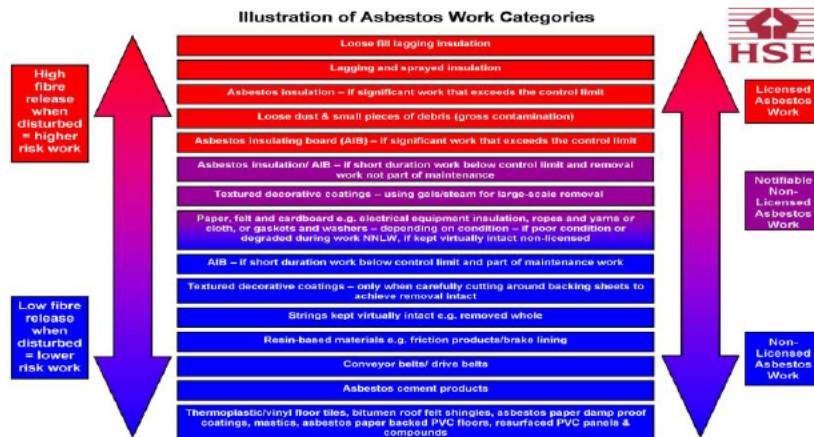 Illustration of Asbestos Work Categories
HSE
High
fibre
release
when
disturbed
= higher
risk work
Low fibre
release
when
disturbed
= lower
risk work
Loose fill lagging insulation
Lagging and sprayed insulation
Asbestos insulation – if significant work that exceeds the control limit
Loose dust & small pieces of debris (gross contamination)
Asbestos insulating board (AIB) – if significant work that exceeds the control limit
Asbestos insulation/ AIB – if short duration work below control limit and removal
work not part of maintenance
Textured decorative coatings – using gels/steam for large-scale removal
Paper, felt and cardboard e.g. electrical equipment insulation, ropes and yarns or
cloth, or gaskets and washers – depending on condition – if poor condition or
degraded during work NNLW, if kept virtually intact non-licensed
AIB – if short duration work below control limit and part of maintenance work
Textured decorative coatings – only when carefully cutting around backing sheets to
achieve removal intact
Strings kept virtually intact e.g. removed whole
Resin-based materials e.g. friction products/brake lining
Conveyor belts/ drive belts
Asbestos cement products
Thermoplastic/vinyl floor tiles, bitumen roof felt shingles, asbestos paper damp proof
coatings, mastics, asbestos paper backed PVC floors, resurfaced PVC panels &
compounds
Licensed
Asbestos
Work
Notifiable
Non-
Licensed
Asbestos
Work
Non-
Licensed
Asbestos
Work